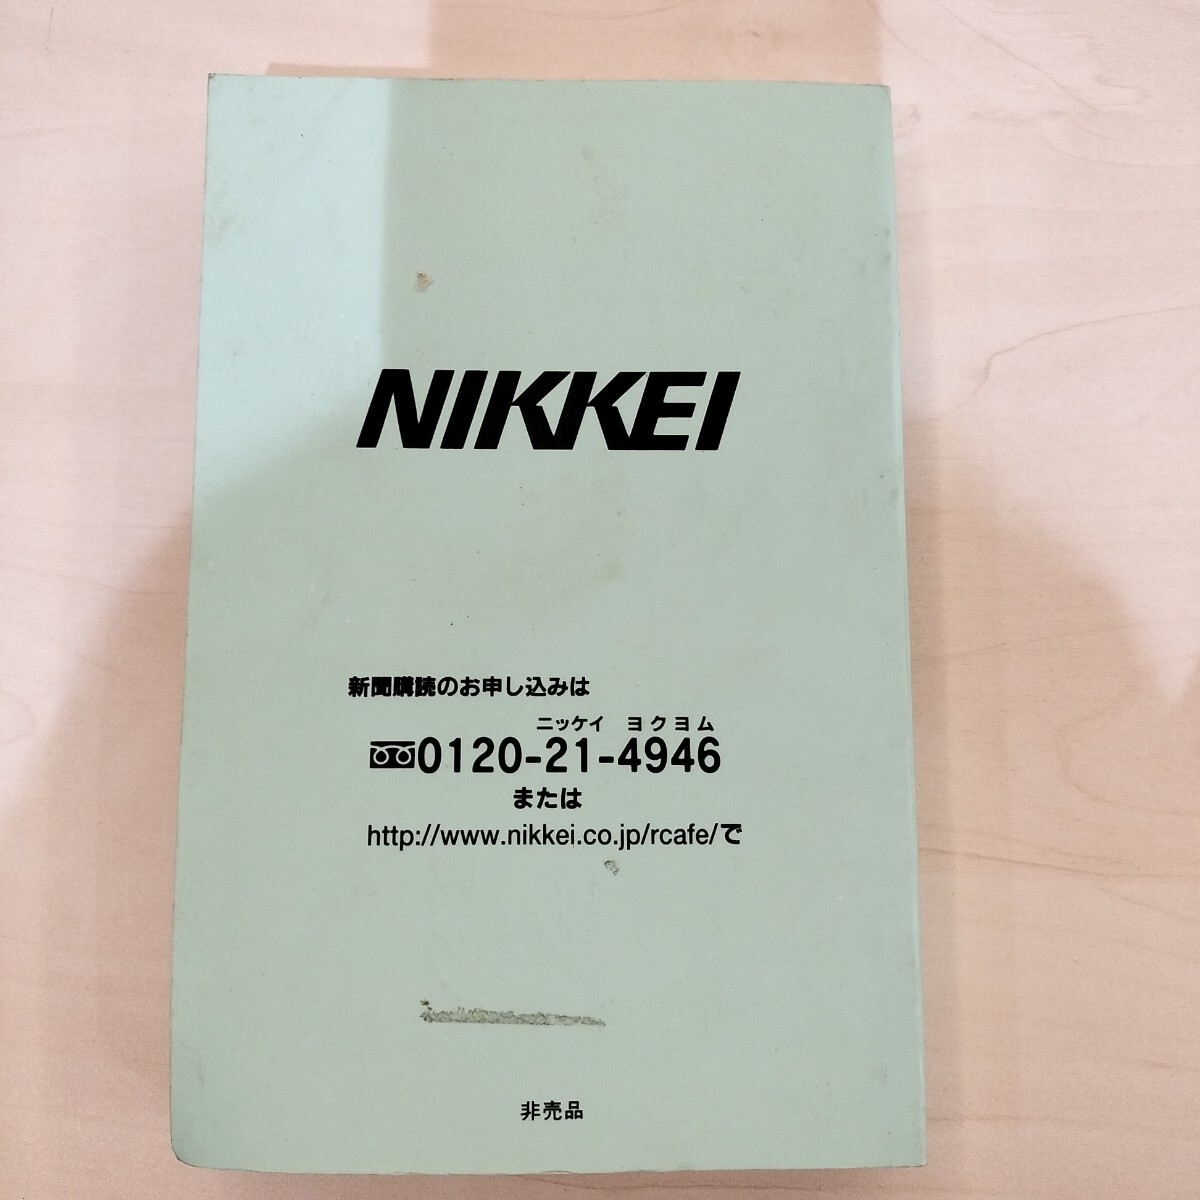 NIKKEI
新聞購読のお申し込みは
ニッケイ ヨクヨム
0120-21-4946
または
http://www.nikkei.co.jp/rcafe/で
非売品